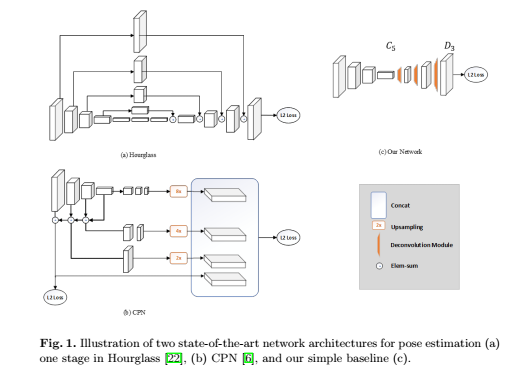 C5
D3
L2 Loss
L2 Loss
(a) Hourglass
(c) Our Network
8x
4x
2x
L2 Loss
L2 Loss
(b) CPN
Concat
2x
Upsampling
Deconvolution Module
Elem-sum
Fig. 1. Illustration of two state-of-the-art network architectures for pose estimation (a)
one stage in Hourglass [22], (b) CPN [6], and our simple baseline (c).